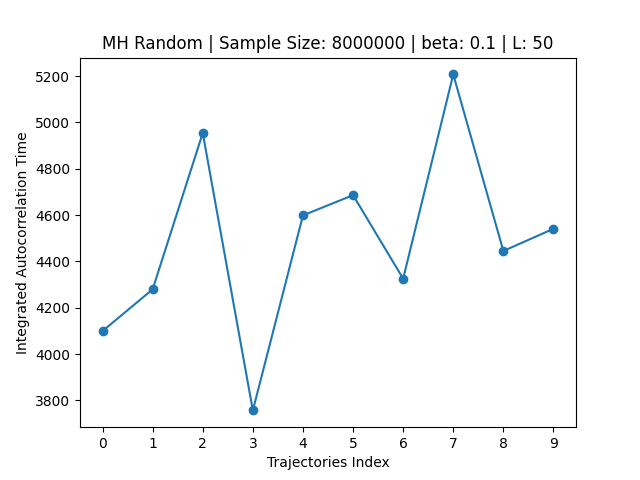 MH Random | Sample Size: 8000000 | beta: 0.1 | L: 50
Integrated Autocorrelation Time
5200
5000
4800
4600
4400
4200
4000
3800
0 1 2 3 4 5 6 7 8 9
Trajectories Index